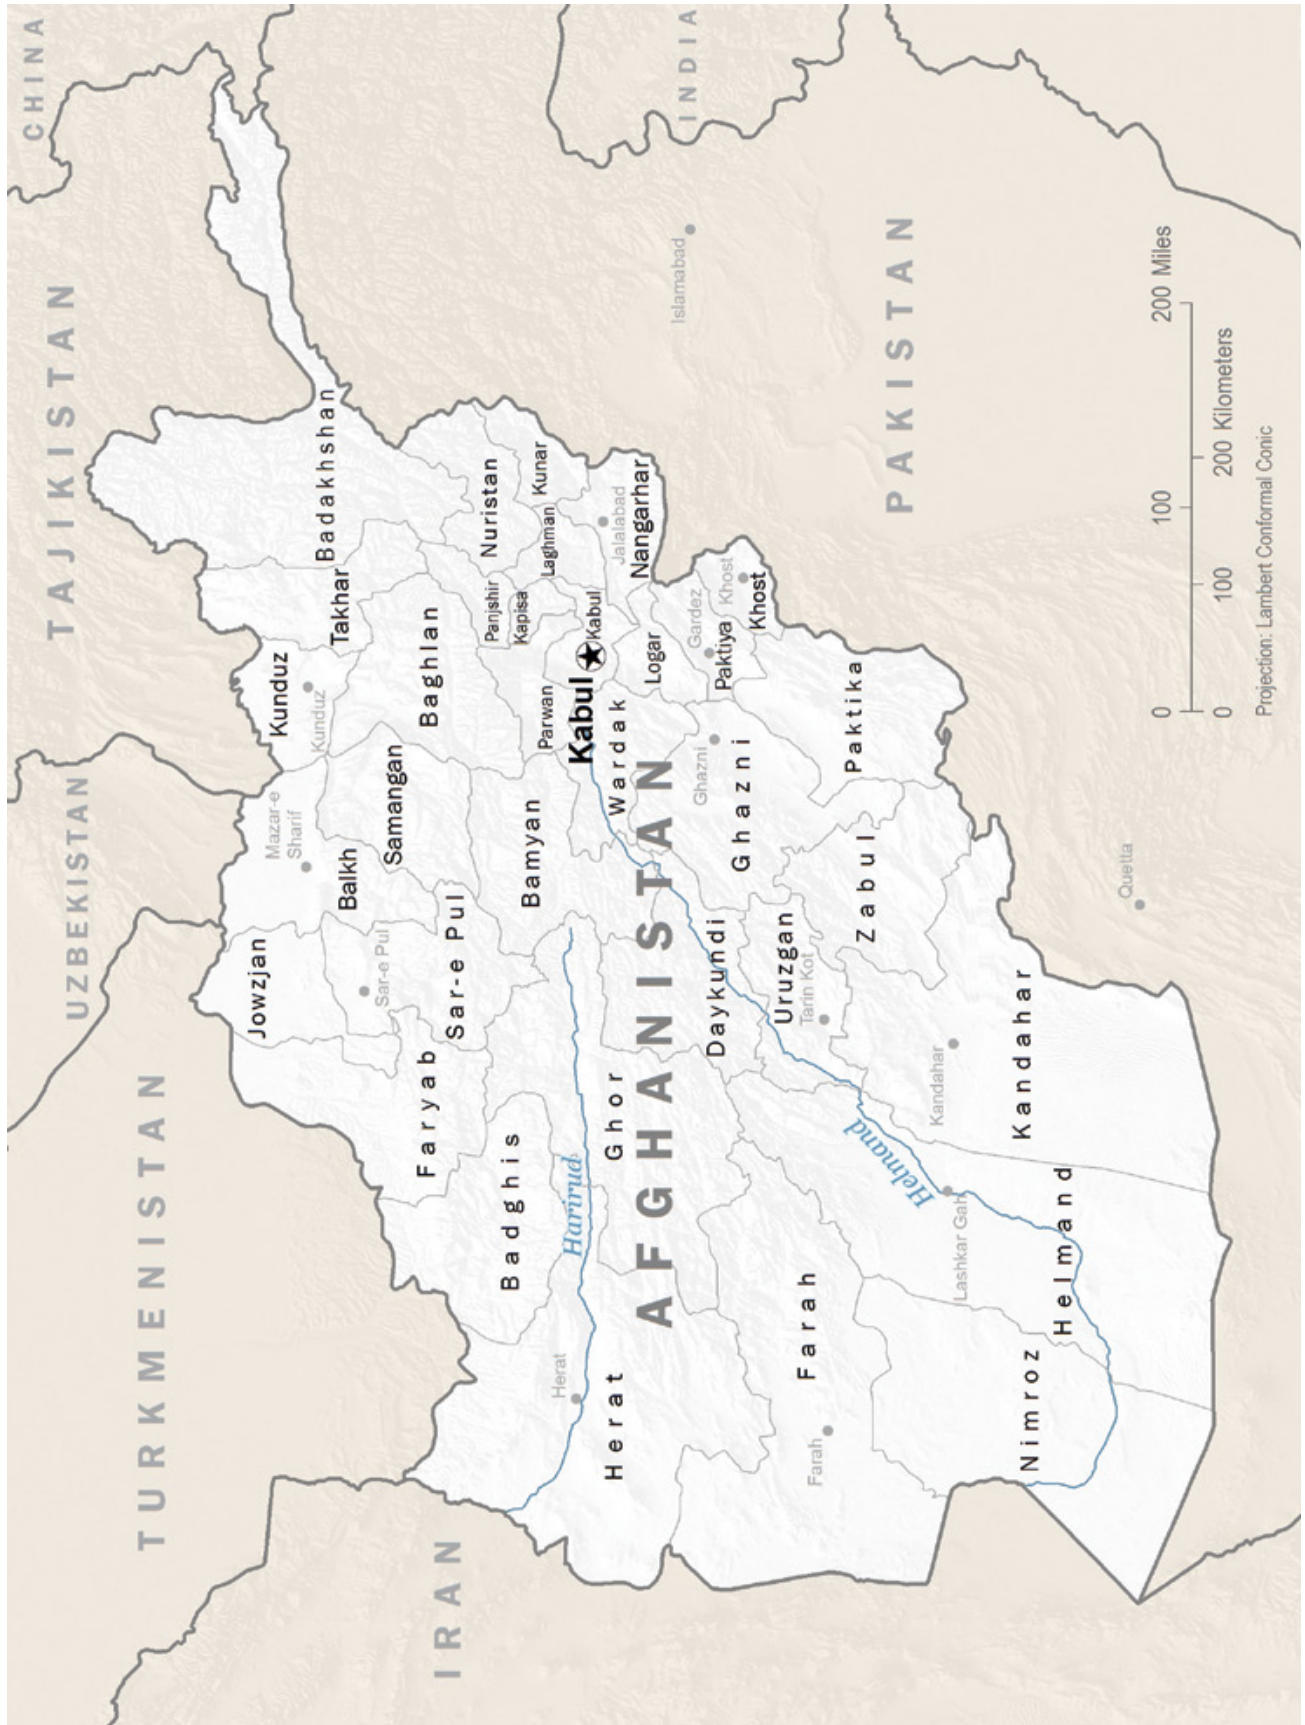 CHINA
TAJIKISTAN
UZBEKISTAN
TURKMENISTAN
IRAN
INDIA
PAKISTAN
AFGHANISTAN
Jowzjan
Balkh
Mazar-e
Sharif
Kunduz
Kunduz
Takhar
Badakhshan
Samangan
Baghlan
Sar-e Pul
Sar-e Pul
Faryab
Badghis
Bamyan
Parwan
Panjshir
Kapisa
Nuristan
Laghman
Kunar
Kabul
Kabul
Jalalabad
Nangarhar
Wardak
Logar
Gardez
Paktiya
Khost
Khost
Herat
Herat
Harirud
Ghor
Daykundi
Ghazni
Ghazni
Paktika
Uruzgan
Tarin Kot
Zabul
Farah
Farah
Helmand
Lashkar Gah
Helmand
Kandahar
Kandahar
Nimroz
Islamabad
Quetta
0 100 200 Miles
0 100 200 Kilometers
Projection: Lambert Conformal Conic